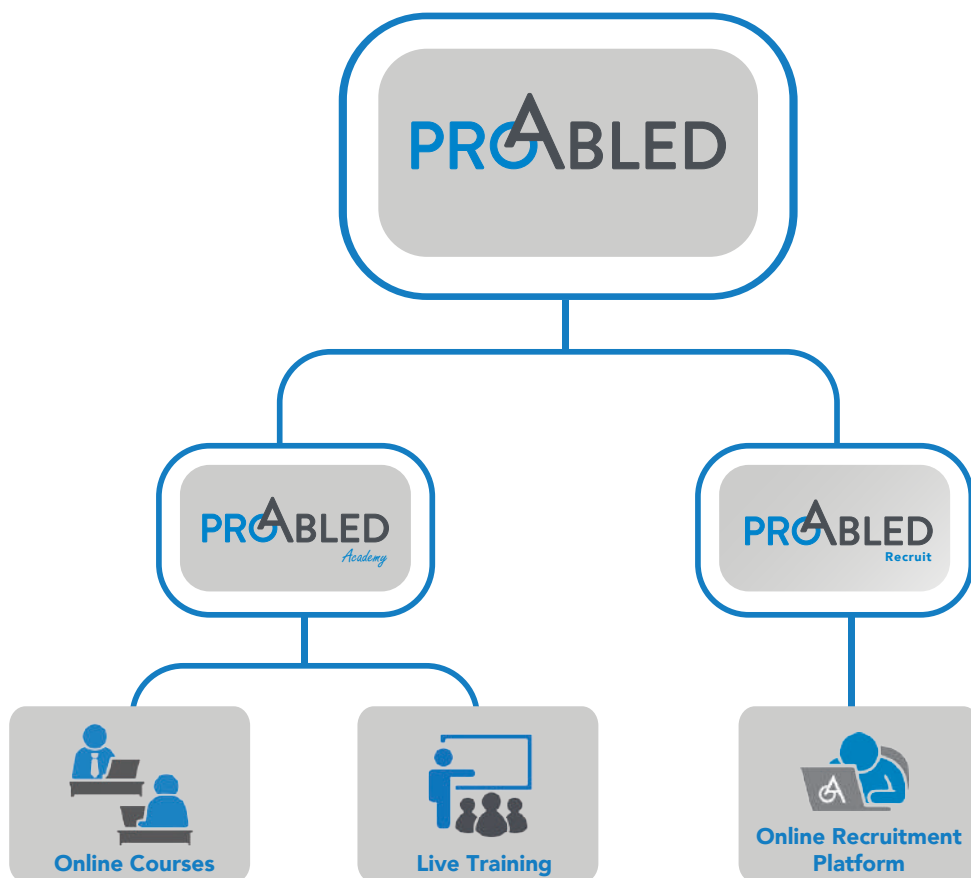 PROABLED
PROABLED
Academy
PROABLED
Recruit
Online Courses
Live Training
Online Recruitment
Platform